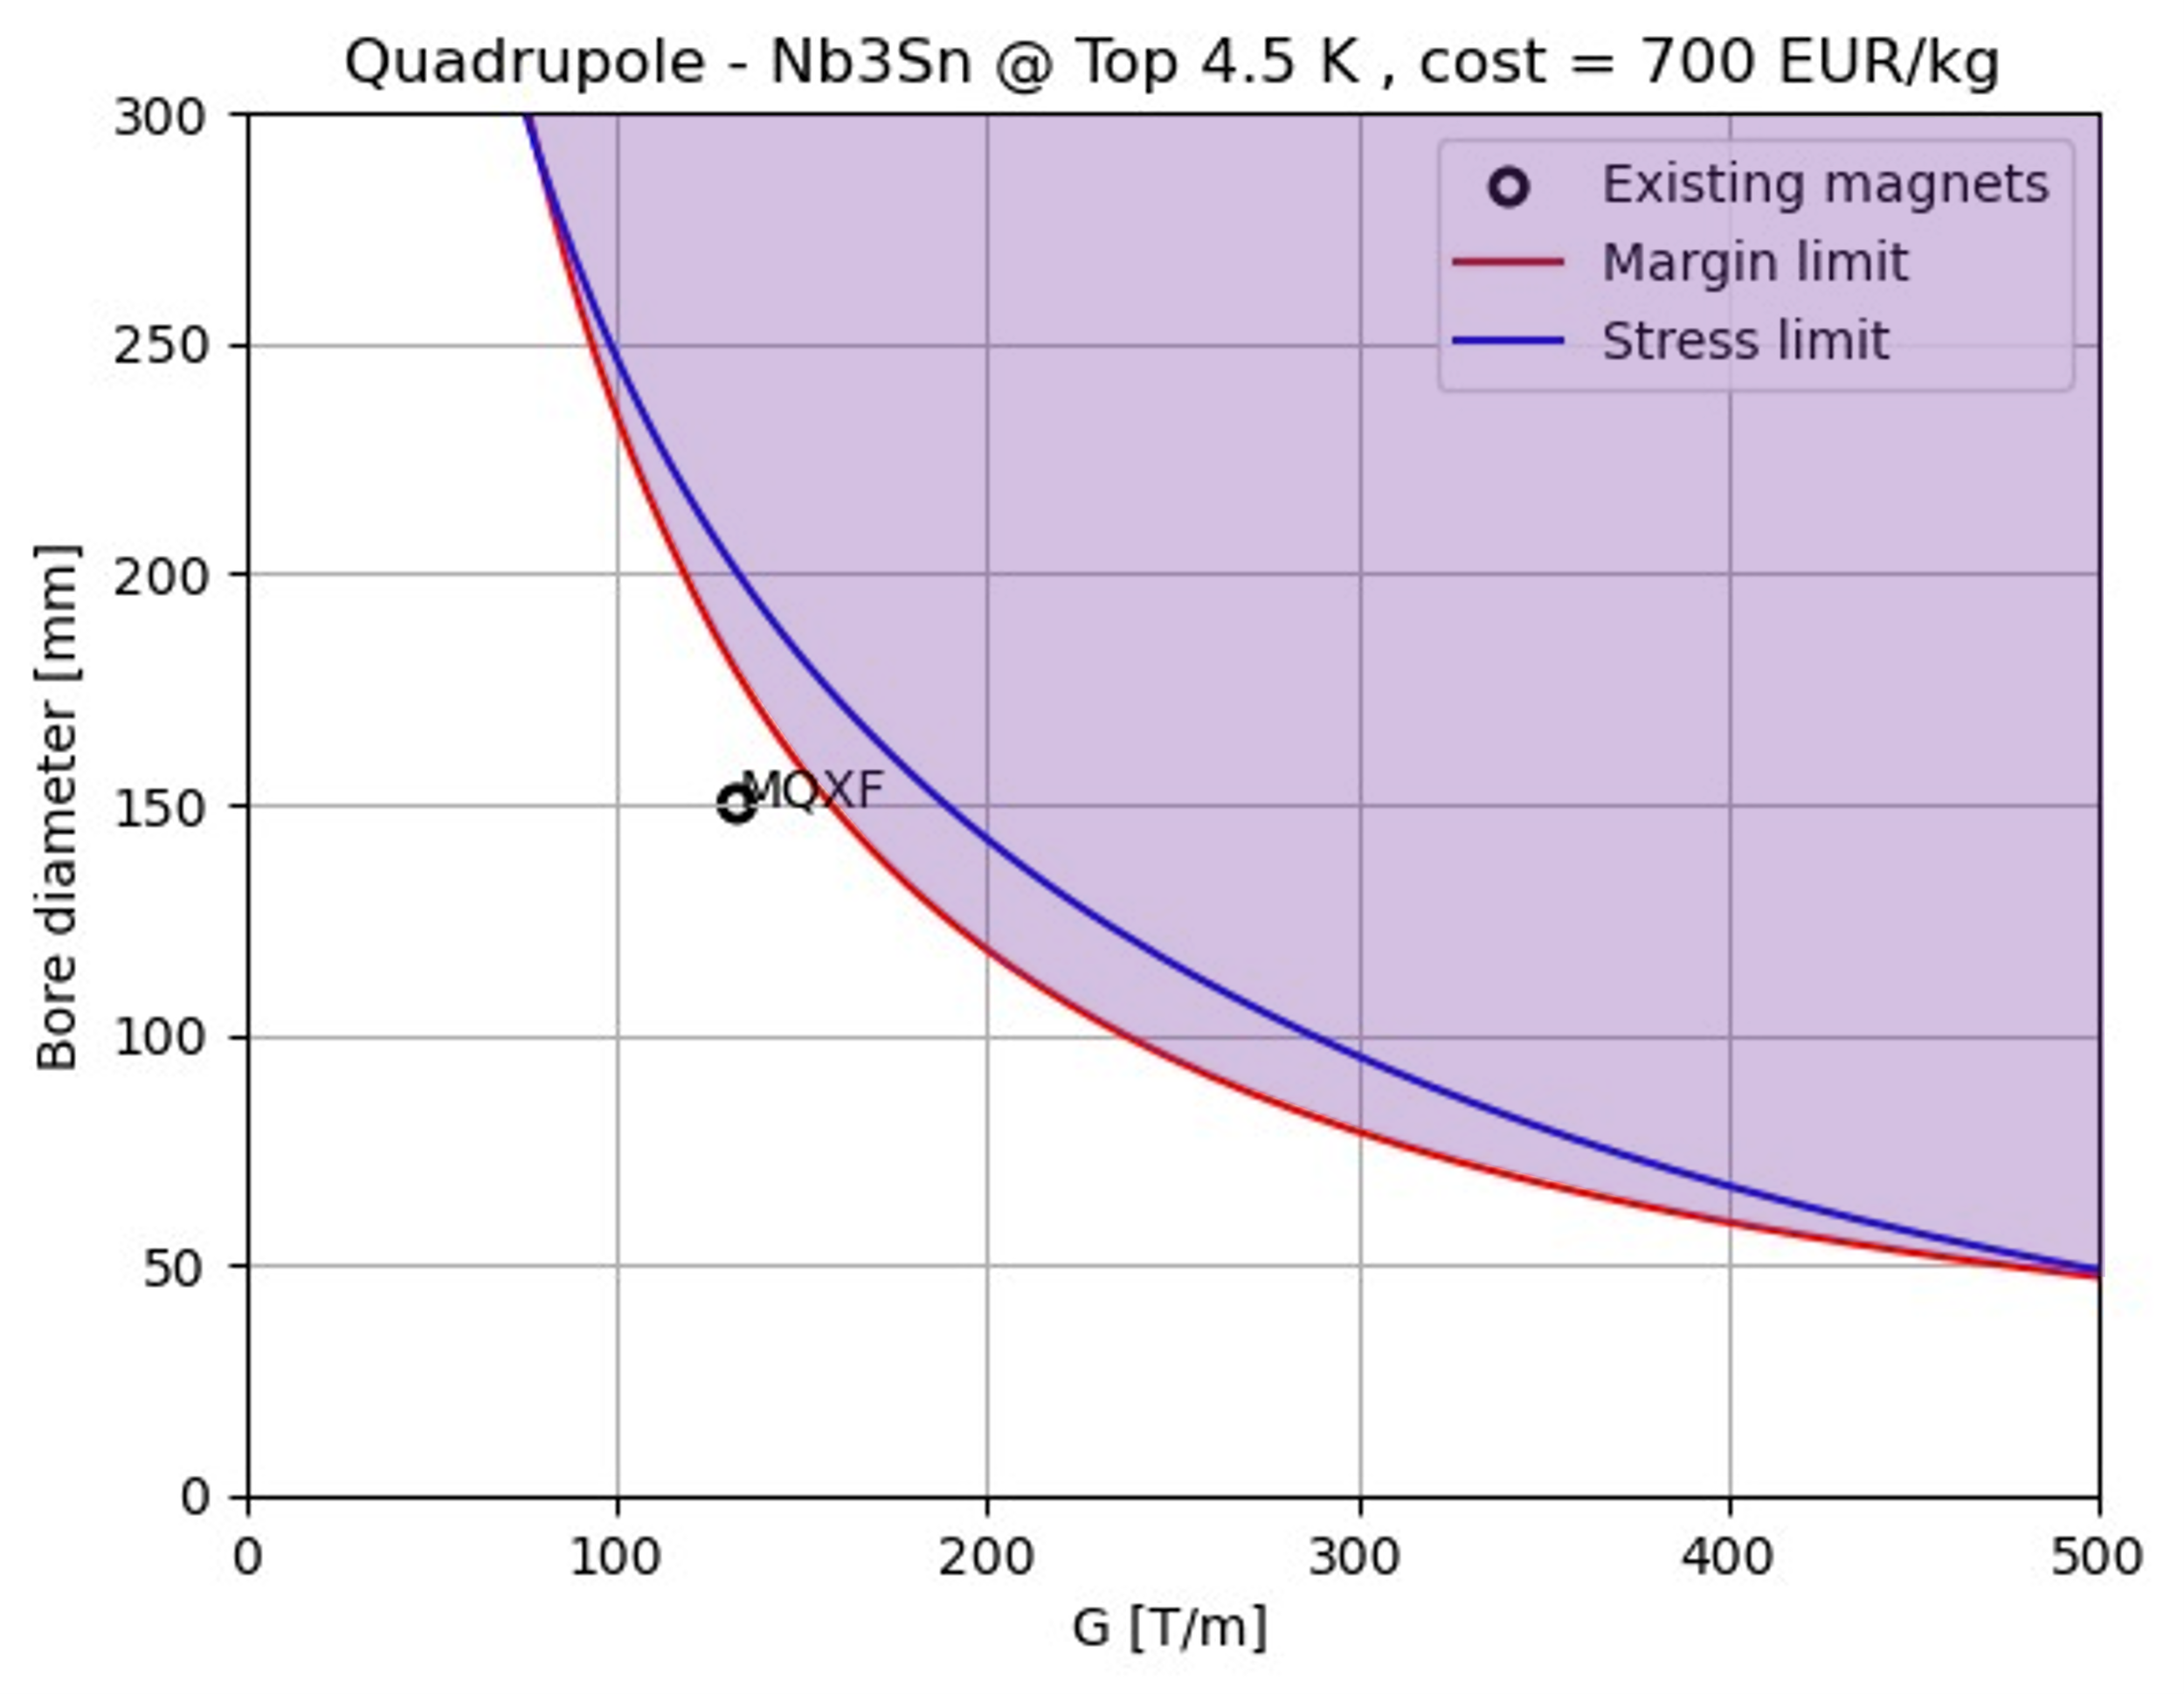 Quadrupole - Nb3Sn @ Top 4.5 K , cost = 700 EUR/kg
Existing magnets
Margin limit
Stress limit
MQXF
Bore diameter [mm]
300
250
200
150
100
50
0
0 100 200 300 400 500
G [T/m]